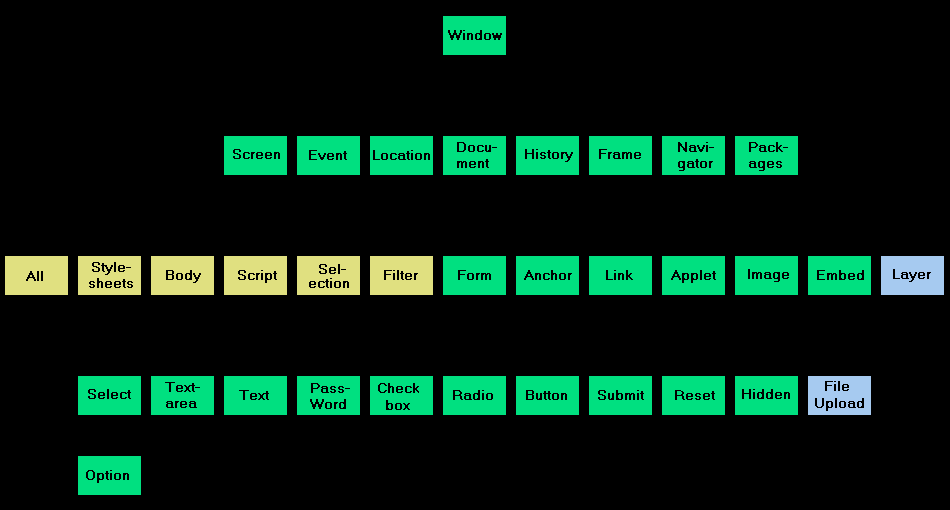 Window
Screen
Event
Location
Docu-
ment
History
Frame
Navi-
gator
Pack-
ages
All
Style-
sheets
Body
Script
Sel-
ection
Filter
Form
Anchor
Link
Applet
Image
Embed
Layer
Select
Text-
area
Text
Pass-
Word
Check
box
Radio
Button
Submit
Reset
Hidden
File
Upload
Option